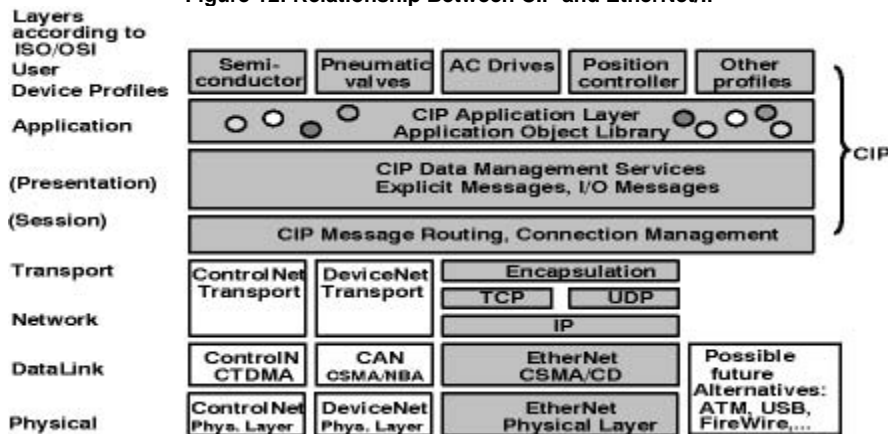 Figure 12: Relationship Between CIP and EtherNet/IP
Layers
according to
ISO/OSI
User
Device Profiles
Semi-
conductor
Pneumatic
valves
AC Drives
Position
controller
Other
profiles
Application
CIP Application Layer
Application Object Library
CIP
(Presentation)
CIP Data Management Services
Explicit Messages, I/O Messages
(Session)
CIP Message Routing, Connection Management
Transport
ControlNet
Transport
DeviceNet
Transport
Encapsulation
TCP
UDP
Network
IP
DataLink
ControlN
CTDMA
CAN
CSMA/NBA
EtherNet
CSMA/CD
Possible
future
Alternatives:
ATM, USB,
FireWire,...
Physical
ControlNet
Phys. Layer
DeviceNet
Phys. Layer
EtherNet
Physical Layer